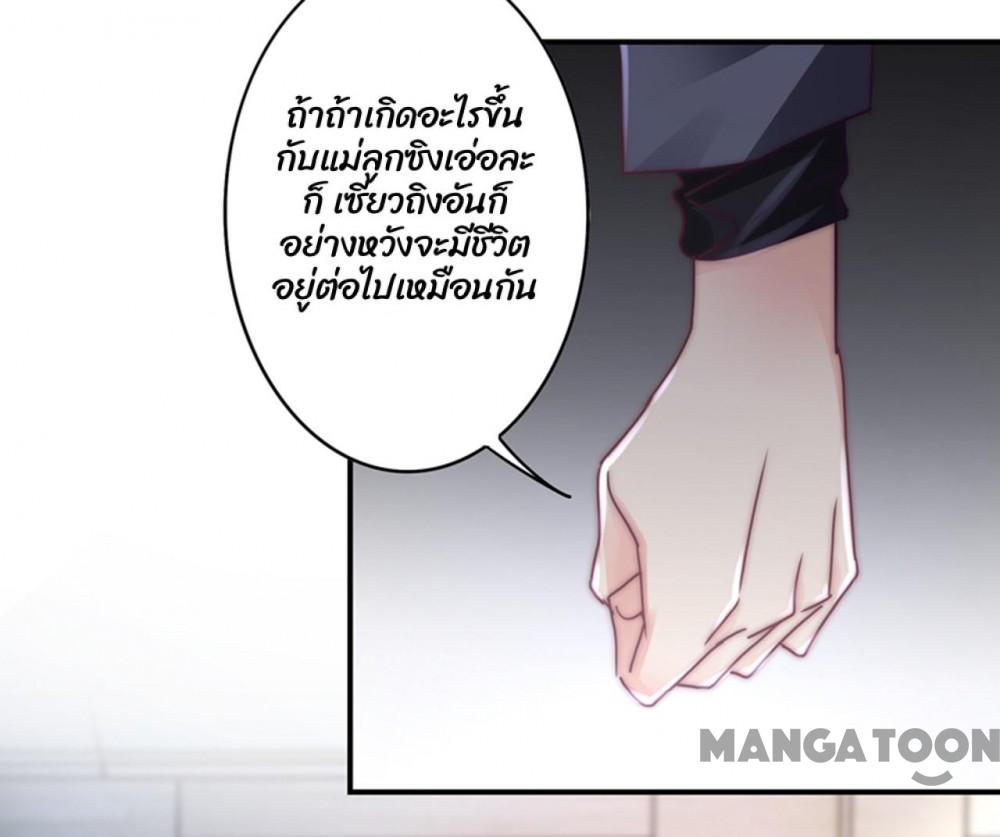 ถ้าถ้าเกิดอะไรขึ้น
กับแม่ลูกซิงเอ่อละ
ก็ เซี่ยวถิงอันก็
อย่างหวังจะมีชีวิต
อยู่ต่อไปเหมือนกัน
MANGATOON